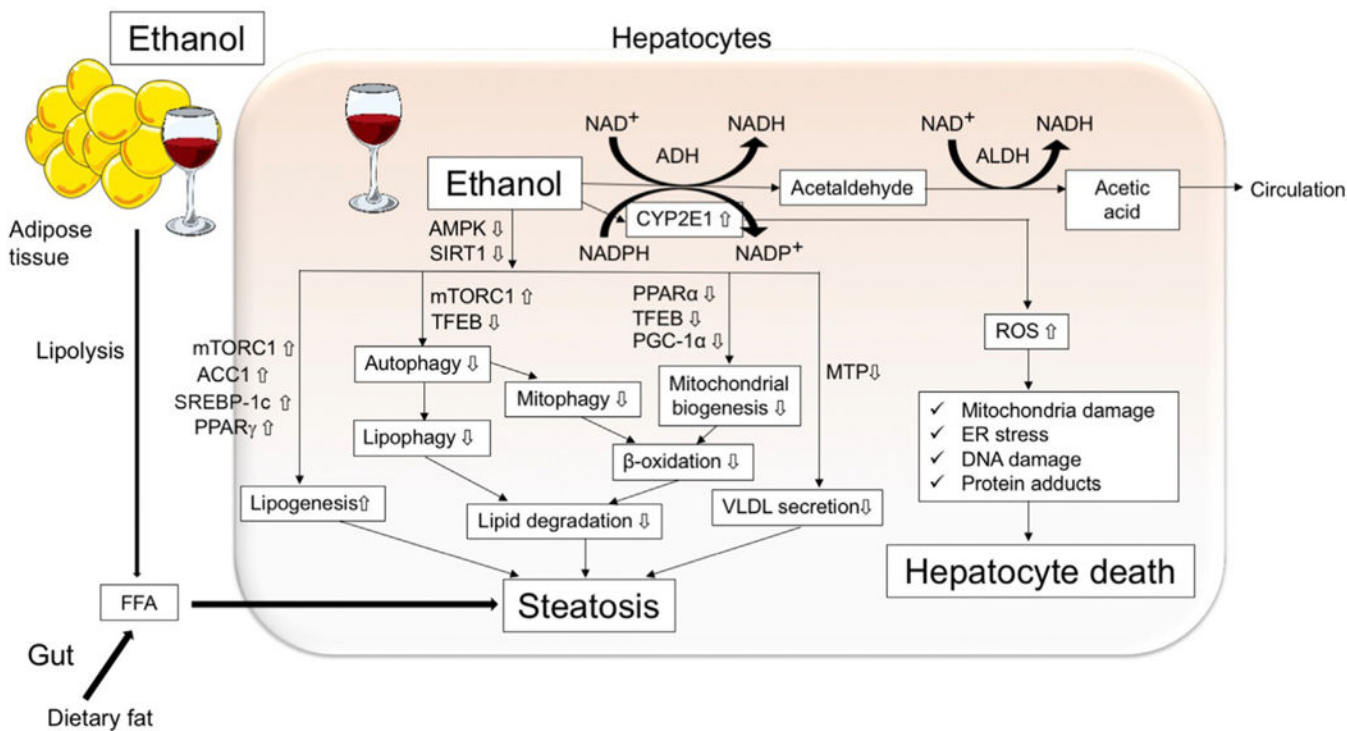 Ethanol
Hepatocytes
Adipose
tissue
Lipolysis
FFA
Gut
Dietary fat
Ethanol
NAD+
NADH
ADH
Acetaldehyde
NAD+
NADH
ALDH
Acetic
acid
Circulation
CYP2E1 ⇧
NADPH
NADP+
AMPK ⇩
SIRT1 ⇩
mTORC1 ⇧
ACC1 ⇧
SREBP-1c ⇧
PPARγ ⇧
Lipogenesis⇧
mTORC1 ⇧
TFEB ⇩
Autophagy ⇩
Mitophagy ⇩
Lipophagy ⇩
PPARα ⇩
TFEB ⇩
PGC-1α ⇩
Mitochondrial
biogenesis ⇩
β-oxidation ⇩
Lipid degradation ⇩
MTP⇩
VLDL secretion⇩
Steatosis
ROS ⇧
✓ Mitochondria damage
✓ ER stress
✓ DNA damage
✓ Protein adducts
Hepatocyte death